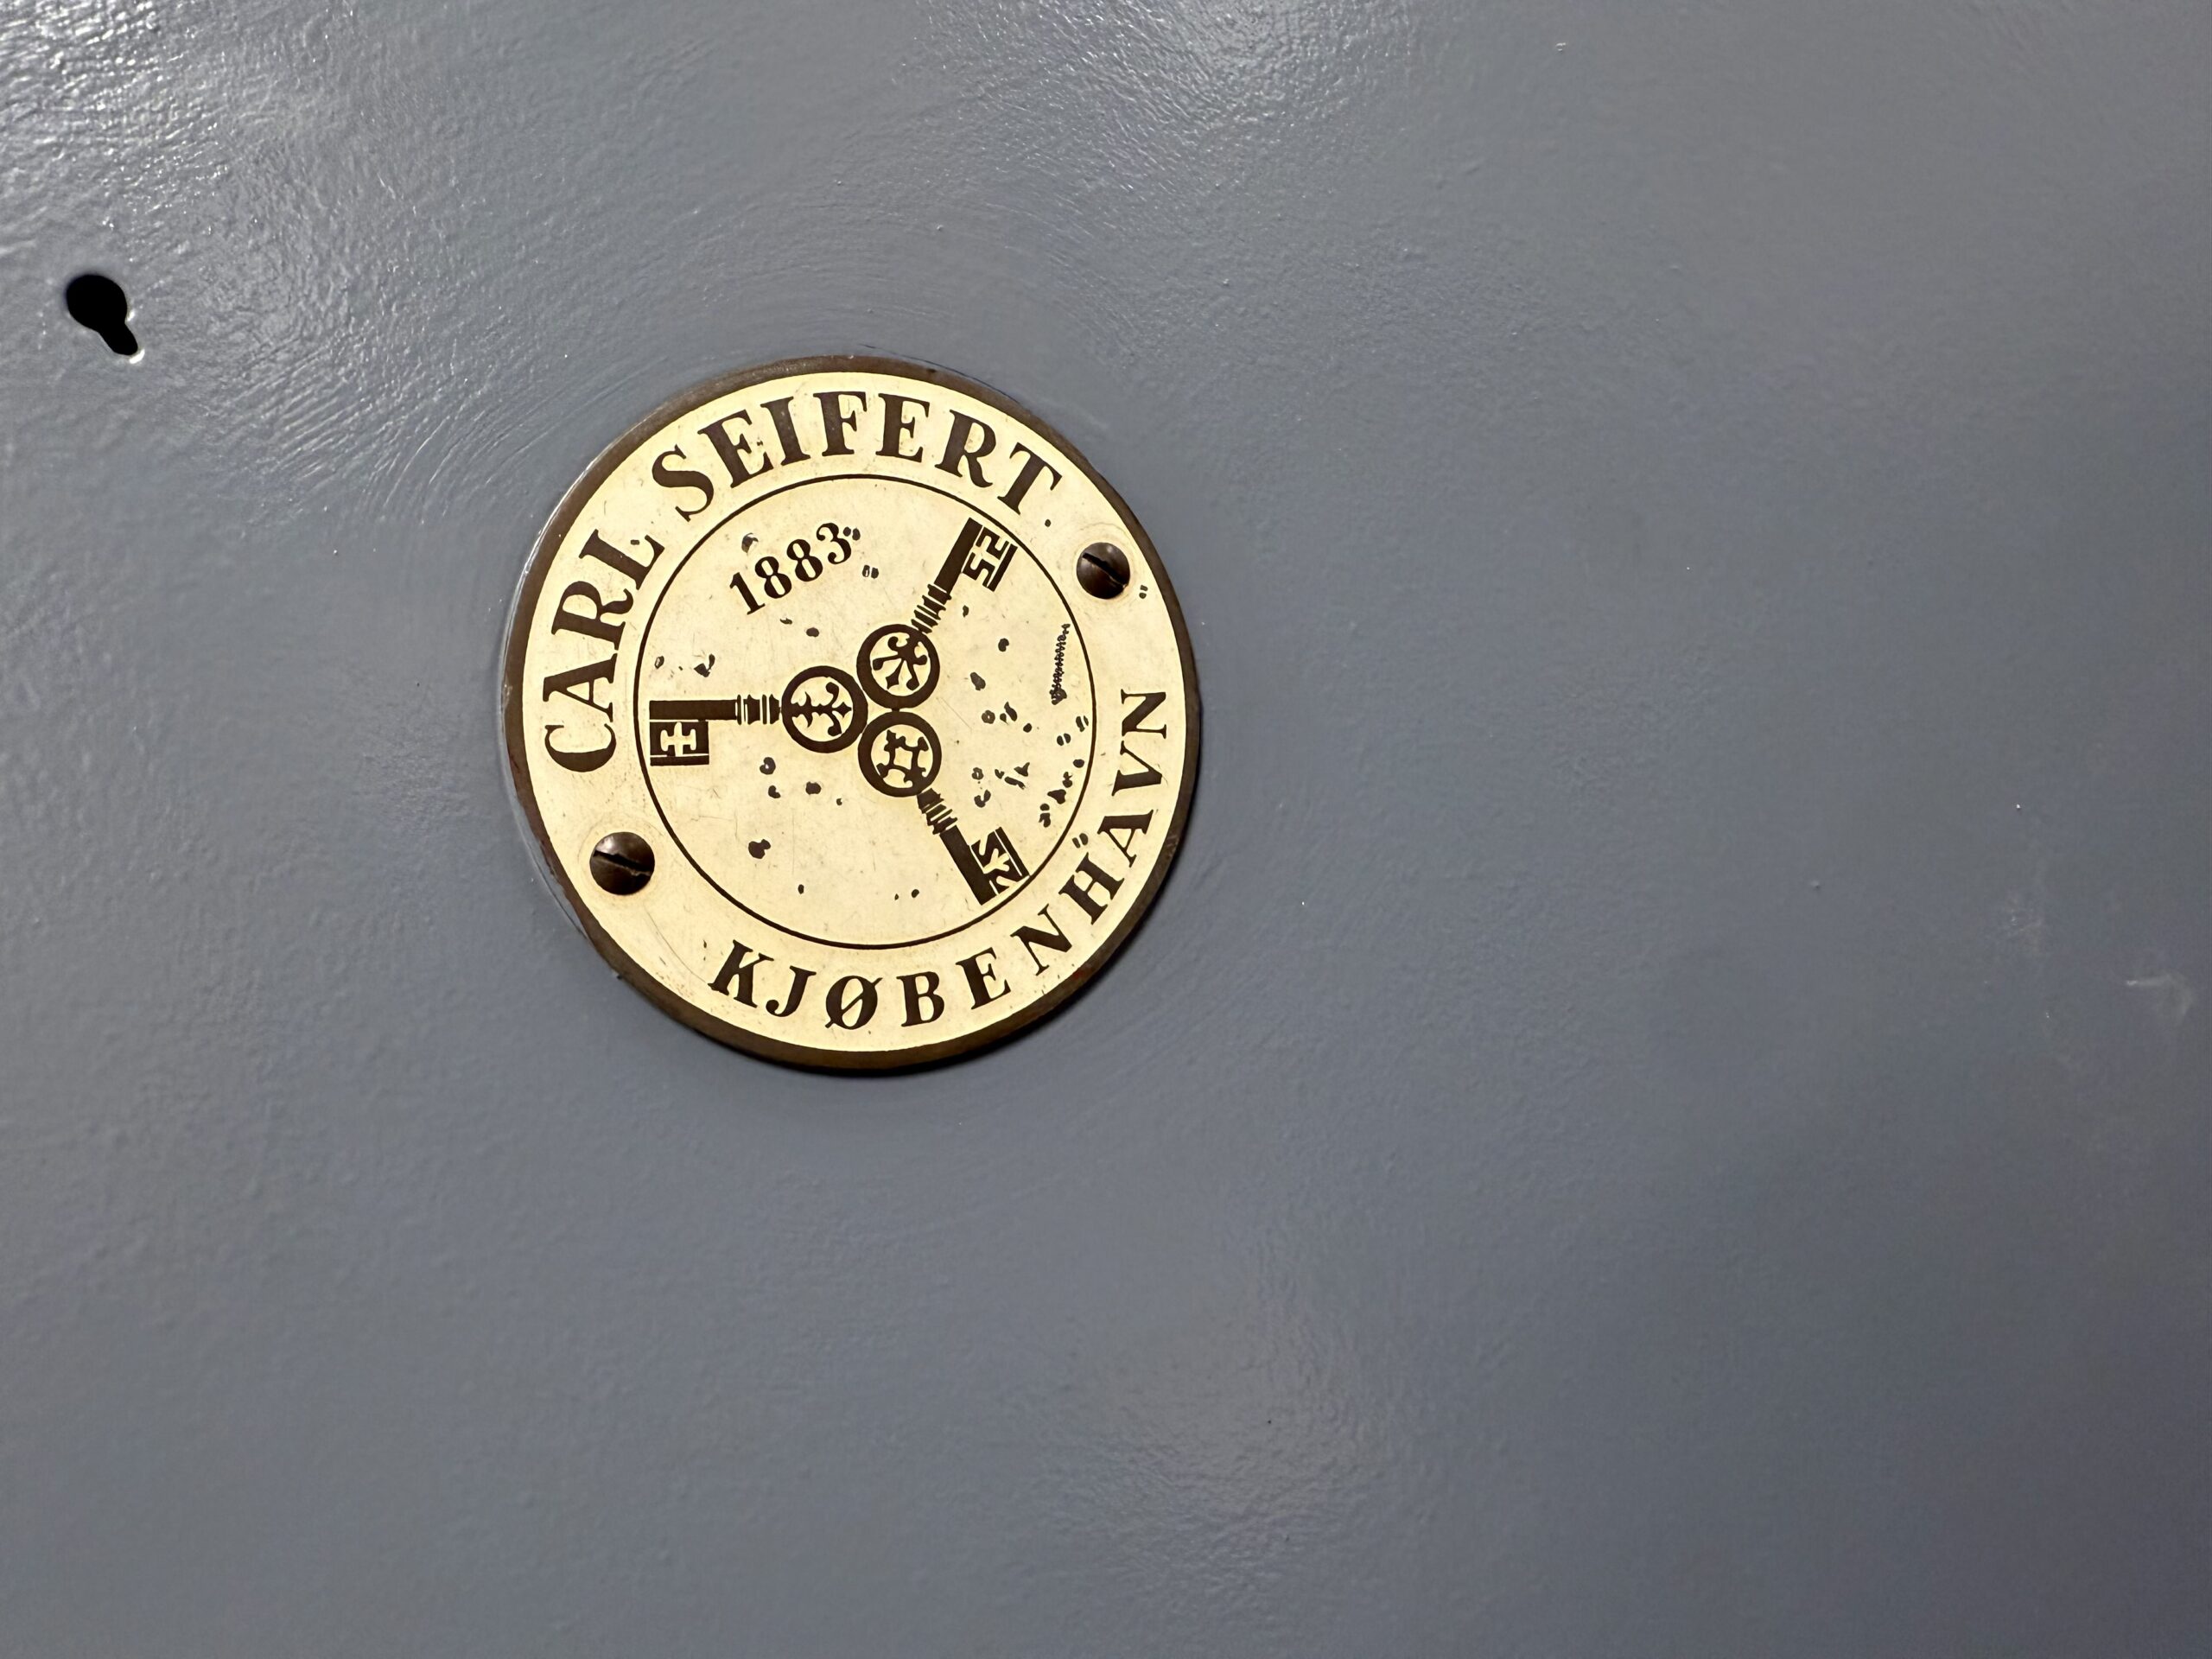 CARL SEIFERT.
1883
KJØBENHAVN